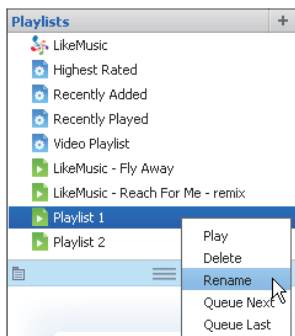 Playlists +
LikeMusic
Highest Rated
Recently Added
Recently Played
Video Playlist
LikeMusic - Fly Away
LikeMusic - Reach For Me - remix
Playlist 1
Playlist 2
Play
Delete
Rename
Queue Next
Queue Last